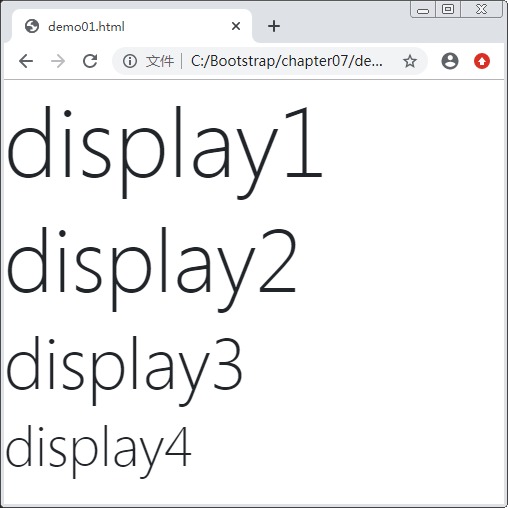 demo01.html
文件 C:/Bootstrap/chapter07/de...
display1
display2
display3
display4